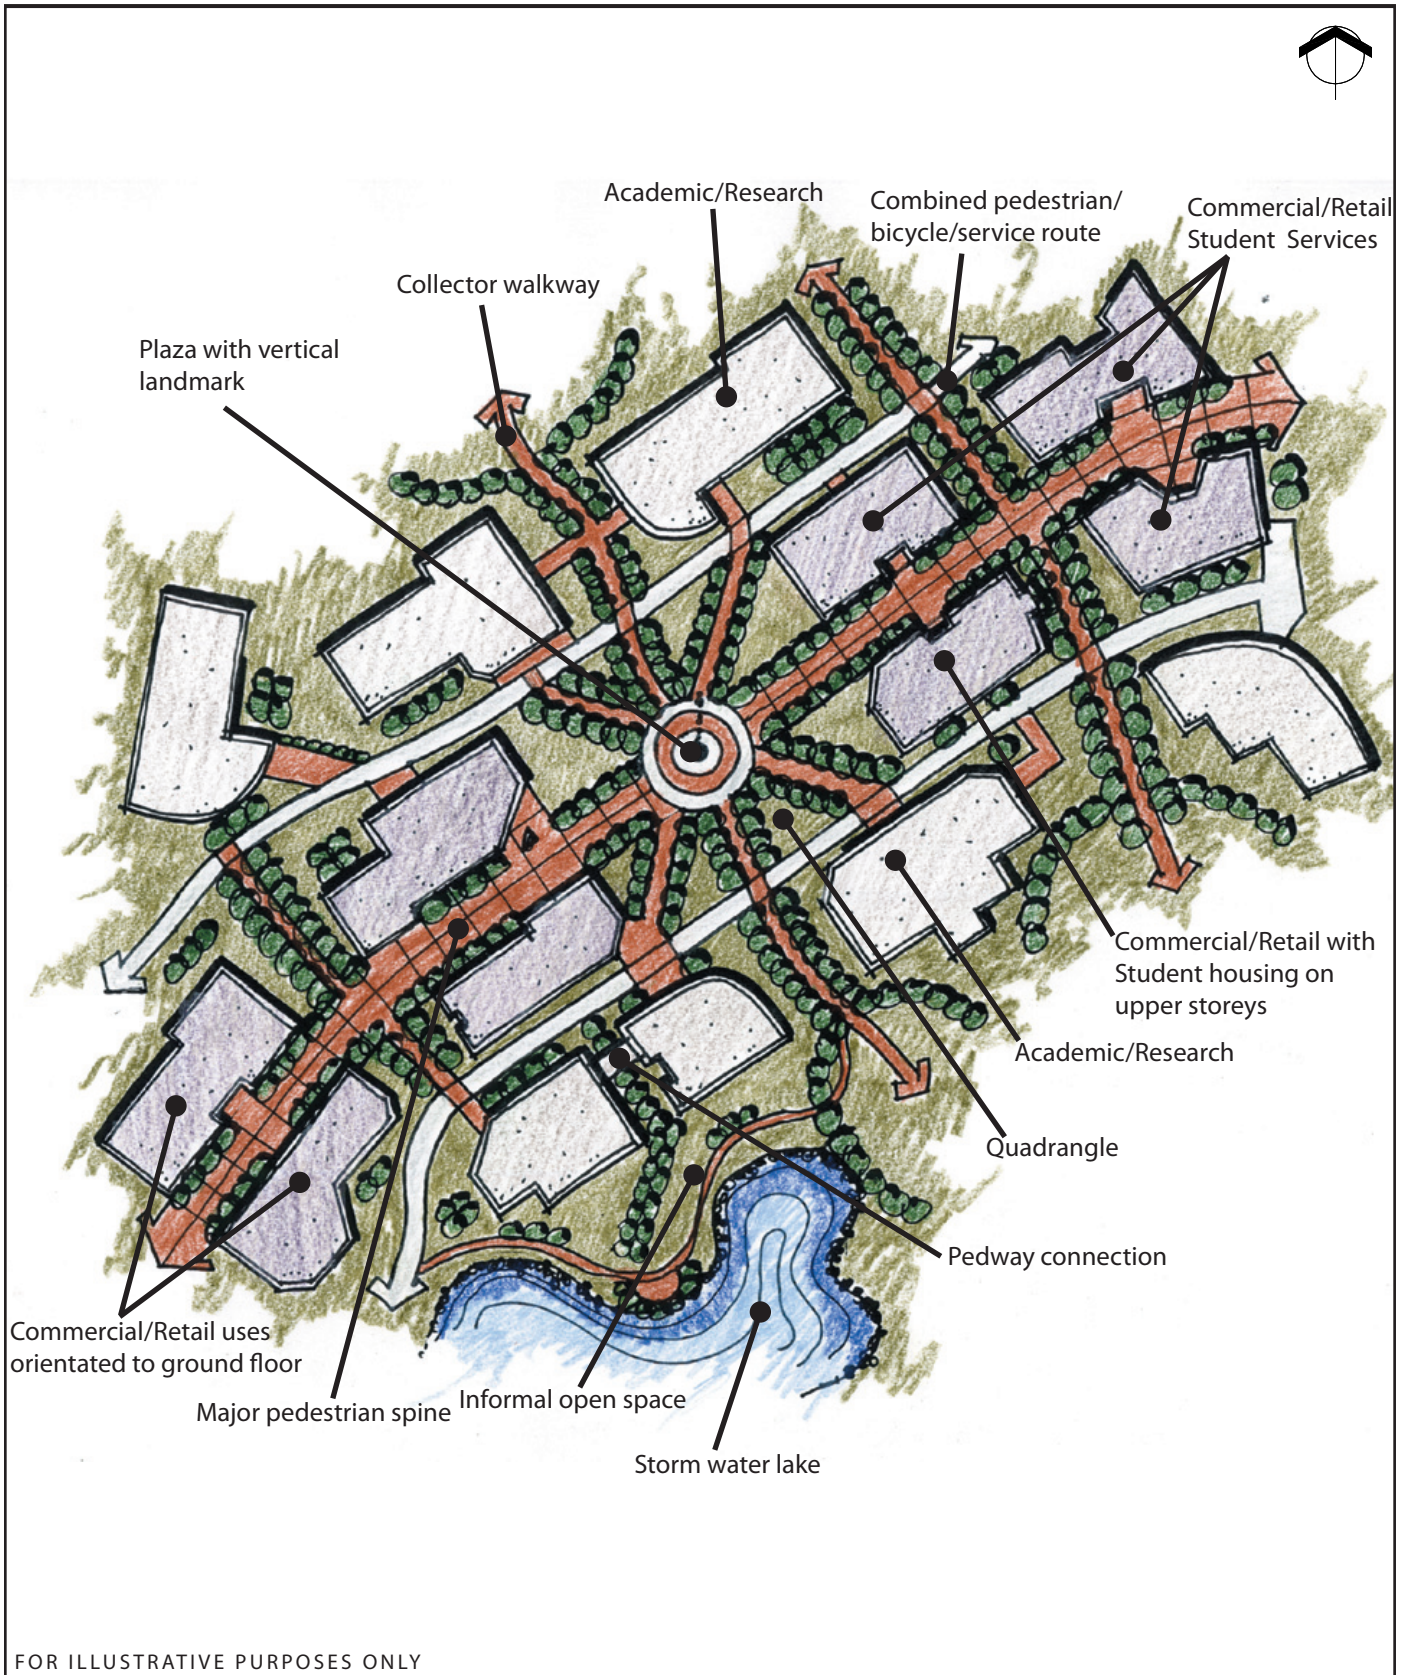 Academic/Research
Combined pedestrian/
bicycle/service route
Commercial/Retail
Student Services
Collector walkway
Plaza with vertical
landmark
Commercial/Retail with
Student housing on
upper storeys
Academic/Research
Quadrangle
Pedway connection
Commercial/Retail uses
orientated to ground floor
Major pedestrian spine
Informal open space
Storm water lake
FOR ILLUSTRATIVE PURPOSES ONLY